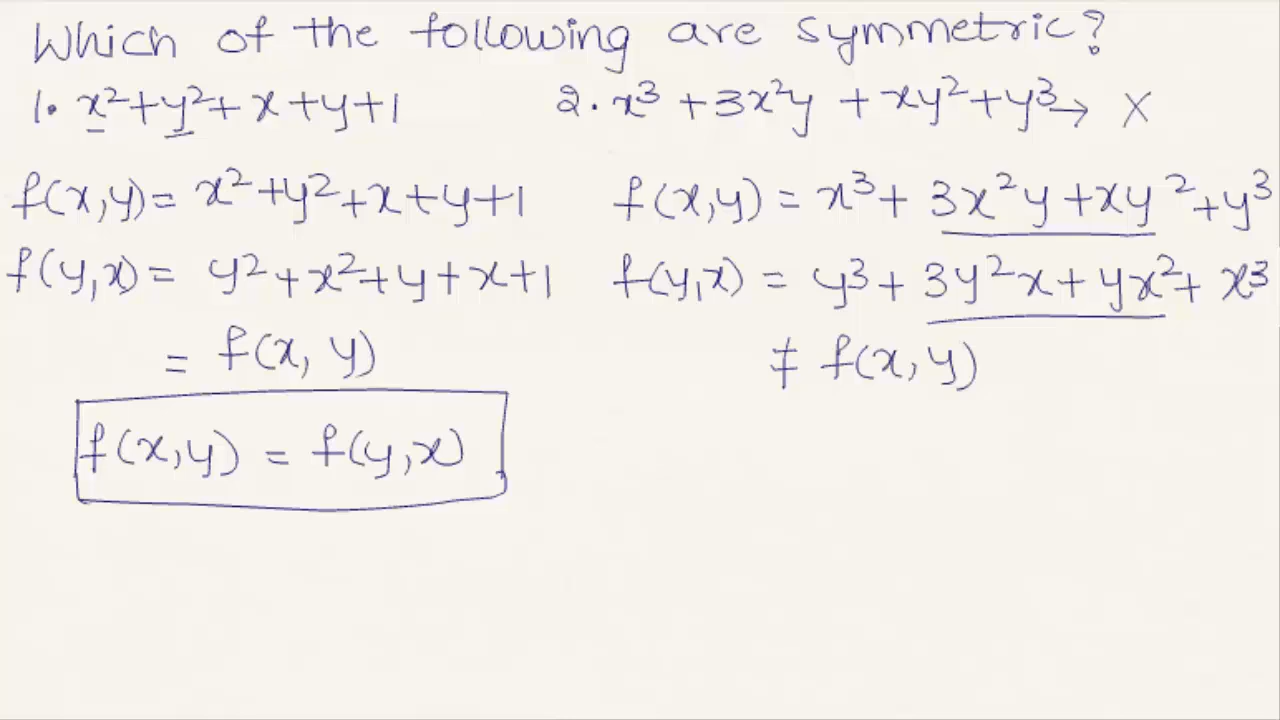 Which of the following are symmetric?
1. x²+y²+x+y+1 2. x³+3x²y+xy²+y³→ X
f(x,y)= x²+y²+x+y+1 f(x,y) = x³+3x²y+xy²+y³
f(y,x)= y²+x²+y+x+1 f(y,x) = y³+3y²x+yx²+x³
= f(x,y) ≠ f(x,y)
f(x,y) = f(y,x)